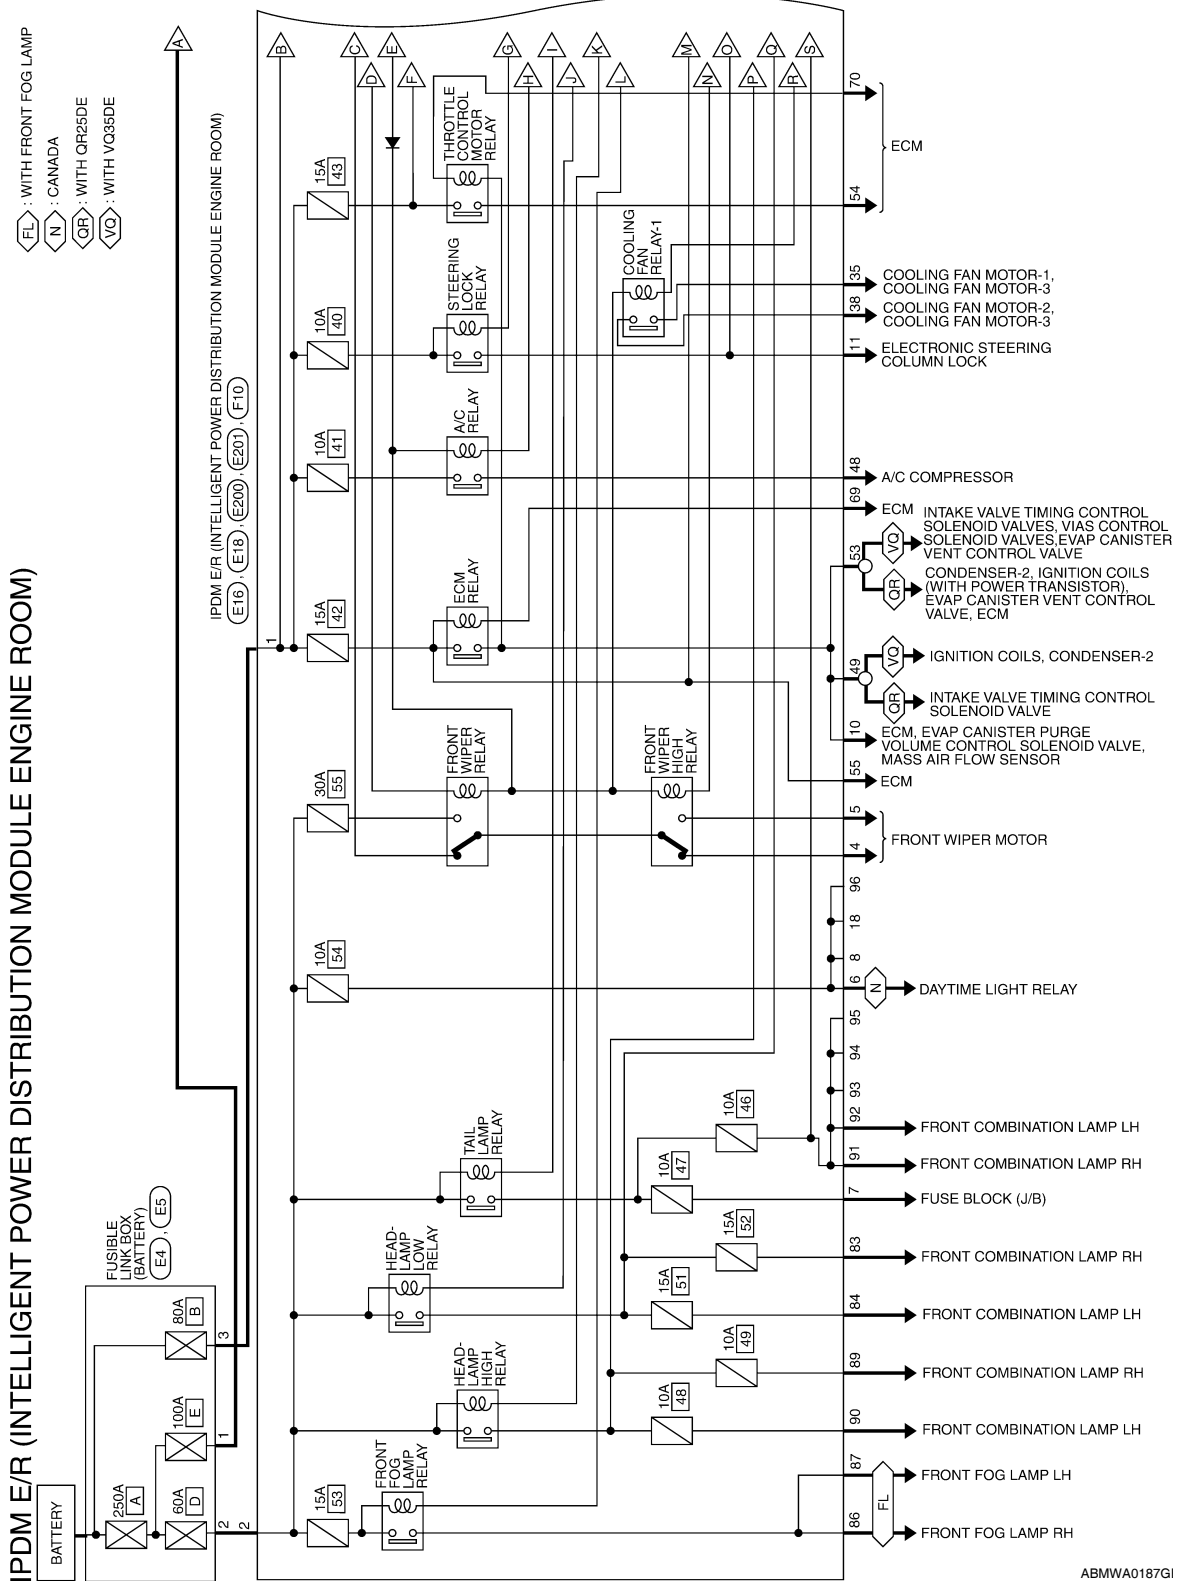 IPDM E/R (INTELLIGENT POWER DISTRIBUTION MODULE ENGINE ROOM)
FL : WITH FRONT FOG LAMP
N : CANADA
QR : WITH QR25DE
VQ : WITH VQ35DE
IPDM E/R (INTELLIGENT POWER DISTRIBUTION MODULE ENGINE ROOM)
E16 , E18 , E200 , E201 , F10
BATTERY
FUSIBLE
LINK BOX
(BATTERY)
E4 , E5
250A
A
60A
D
100A
E
80A
B
2
1
3
2
1
A
B
C
D
E
F
G
H
I
J
K
L
M
N
O
P
Q
R
S
15A
43
THROTTLE
CONTROL
MOTOR
RELAY
10A
40
STEERING
LOCK
RELAY
COOLING
FAN
RELAY-1
10A
41
A/C
RELAY
15A
42
ECM
RELAY
30A
55
FRONT
WIPER
RELAY
FRONT
WIPER
HIGH
RELAY
10A
54
TAIL
LAMP
RELAY
10A
46
10A
47
HEAD-
LAMP
LOW
RELAY
15A
52
15A
51
HEAD-
LAMP
HIGH
RELAY
10A
49
10A
48
15A
53
FRONT
FOG
LAMP
RELAY
70
54
ECM
35
COOLING FAN MOTOR-1,
COOLING FAN MOTOR-3
38
COOLING FAN MOTOR-2,
COOLING FAN MOTOR-3
11
ELECTRONIC STEERING
COLUMN LOCK
48
A/C COMPRESSOR
69
ECM
53
VQ
INTAKE VALVE TIMING CONTROL
SOLENOID VALVES, VIAS CONTROL
SOLENOID VALVES,EVAP CANISTER
VENT CONTROL VALVE
QR
CONDENSER-2, IGNITION COILS
(WITH POWER TRANSISTOR),
EVAP CANISTER VENT CONTROL
VALVE, ECM
49
VQ
IGNITION COILS, CONDENSER-2
QR
INTAKE VALVE TIMING CONTROL
SOLENOID VALVE
10
ECM, EVAP CANISTER PURGE
VOLUME CONTROL SOLENOID VALVE,
MASS AIR FLOW SENSOR
55
ECM
5
4
FRONT WIPER MOTOR
96
18
8
6
N
DAYTIME LIGHT RELAY
95
94
93
92
FRONT COMBINATION LAMP LH
91
FRONT COMBINATION LAMP RH
7
FUSE BLOCK (J/B)
83
FRONT COMBINATION LAMP RH
84
FRONT COMBINATION LAMP LH
89
FRONT COMBINATION LAMP RH
90
FRONT COMBINATION LAMP LH
87
FRONT FOG LAMP LH
FL
86
FRONT FOG LAMP RH